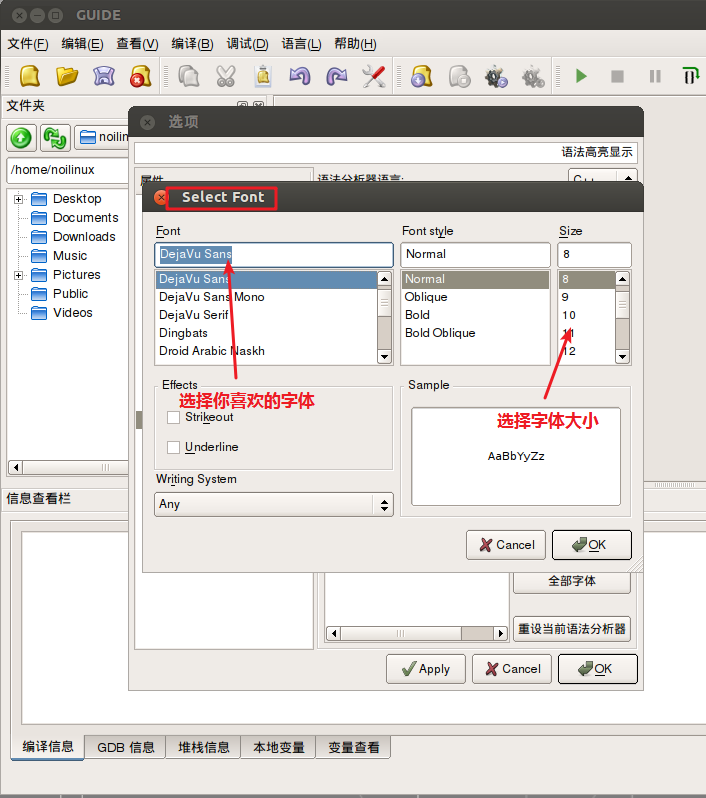 GUIDE
文件(F) 编辑(E) 查看(V) 编译(B) 调试(D) 语言(L) 帮助(H)
文件夹
noilin
/home/noilinux
Desktop
Documents
Downloads
Music
Pictures
Public
Videos
选项
语法高亮显示
语法分析器语言:
C++
Select Font
Font
DejaVu Sans
DejaVu Sans
DejaVu Sans Mono
DejaVu Serif
Dingbats
Droid Arabic Naskh
Font style
Normal
Normal
Oblique
Bold
Bold Oblique
Size
8
8
9
10
11
12
选择你喜欢的字体
选择字体大小
Effects
Strikeout
Underline
Writing System
Any
Sample
AaBbYyZz
Cancel OK
全部字体
重设当前语法分析器
Apply Cancel OK
信息查看栏
编译信息 GDB 信息 堆栈信息 本地变量 变量查看